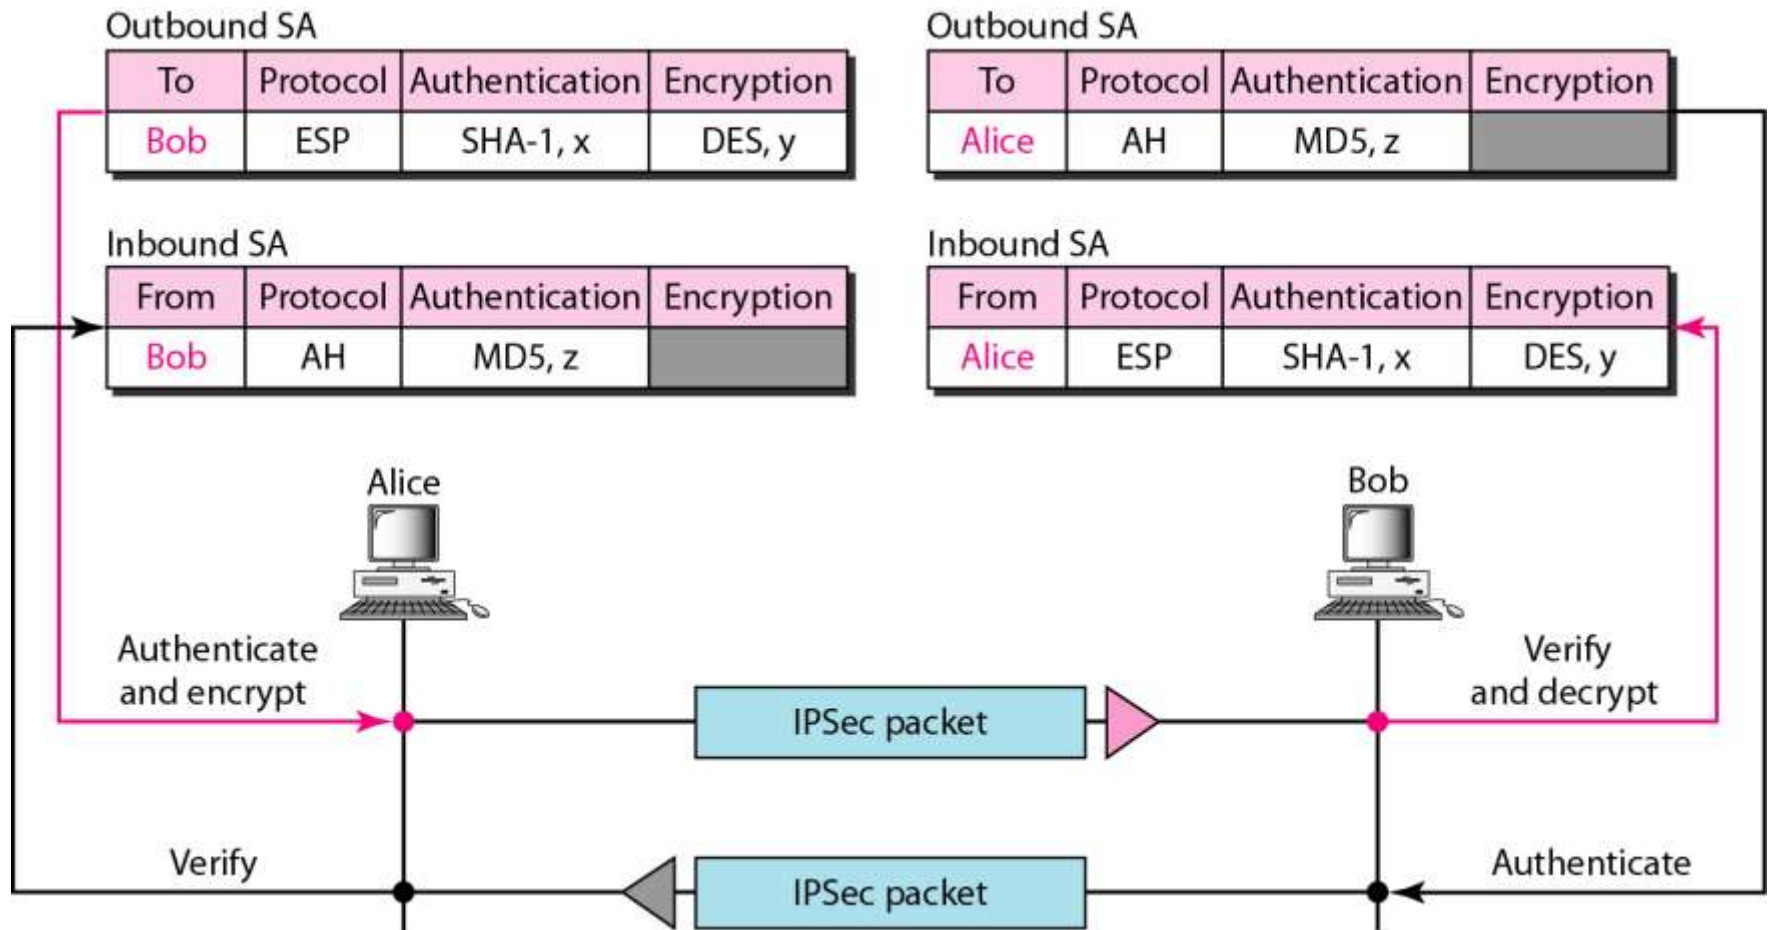 Outbound SA
To Protocol Authentication Encryption
Bob ESP SHA-1, x DES, y
Inbound SA
From Protocol Authentication Encryption
Bob AH MD5, z
Outbound SA
To Protocol Authentication Encryption
Alice AH MD5, z
Inbound SA
From Protocol Authentication Encryption
Alice ESP SHA-1, x DES, y
Alice
Bob
Authenticate
and encrypt
IPSec packet
Verify
and decrypt
Verify
IPSec packet
Authenticate